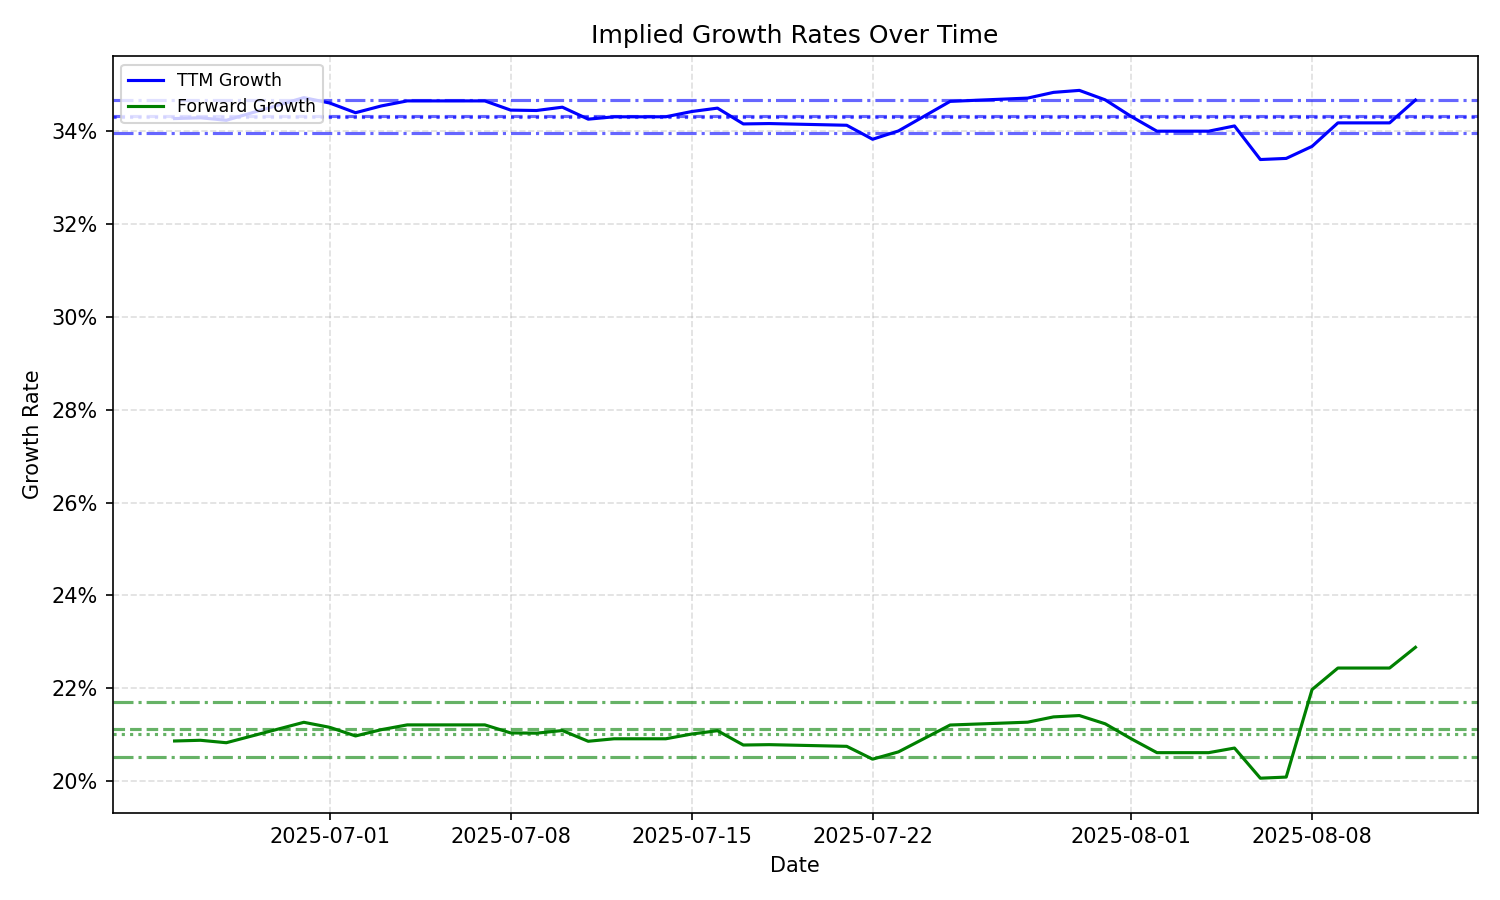 Implied Growth Rates Over Time
TTM Growth
Forward Growth
Growth Rate
34%
32%
30%
28%
26%
24%
22%
20%
2025-07-01
2025-07-08
2025-07-15
2025-07-22
2025-08-01
2025-08-08
Date